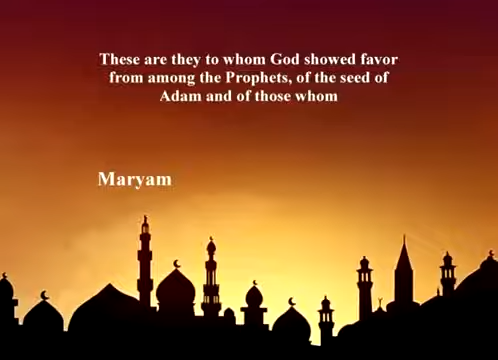 These are they to whom God showed favor
from among the Prophets, of the seed of
Adam and of those whom
Maryam